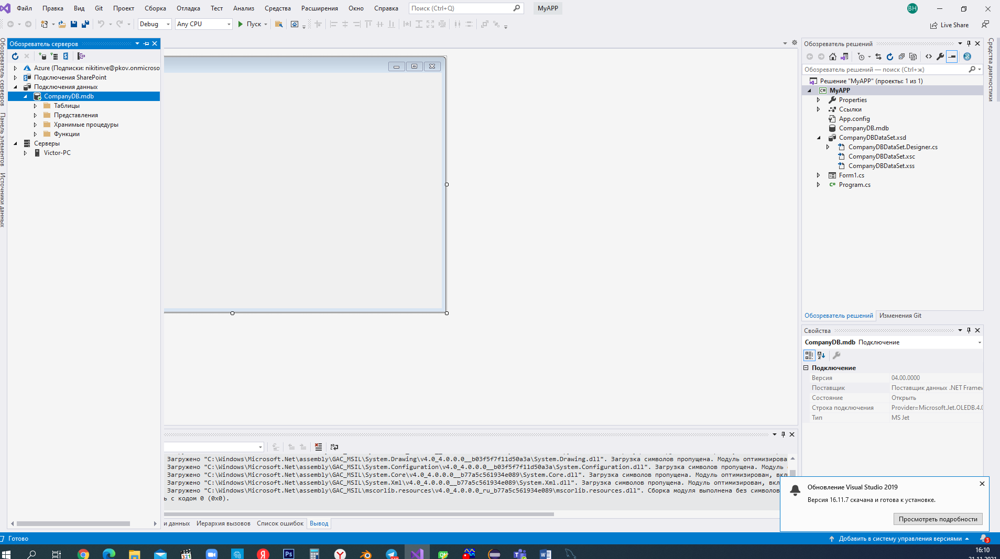 Файл Правка Вид Git Проект Сборка Отладка Тест Анализ Средства Расширения Окно Справка Поиск (Ctrl+Q) MyAPP BH
Debug Any CPU Пуск Live Share
Обозреватель серверов
Панель элементов
Источники данных
Обозреватель серверов
Azure (Подписки: nikitinve@pkov.onmicroso
Подключения SharePoint
Подключения данных
CompanyDB.mdb
Таблицы
Представления
Хранимые процедуры
Функции
Серверы
Victor-PC
Обозреватель решений
Обозреватель решений — поиск (Ctrl+ж)
Решение "MyAPP" (проекты: 1 из 1)
MyAPP
Properties
Ссылки
App.config
CompanyDB.mdb
CompanyDBDataSet.xsd
CompanyDBDataSet.Designer.cs
CompanyDBDataSet.xsc
CompanyDBDataSet.xss
Form1.cs
Program.cs
Обозреватель решений Изменения Git
Средства диагностики
Свойства
CompanyDB.mdb Подключение
Подключение
Версия 04.00.0000
Поставщик Поставщик данных .NET Framew
Состояние Открыть
Строка подключения Provider=Microsoft.Jet.OLEDB.4.0
Тип MS Jet
Загружено "C:\Windows\Microsoft.Net\assembly\GAC_MSIL\System.Drawing\v4.0_4.0.0.0__b03f5f7f11d50a3a\System.Drawing.dll". Загрузка символов пропущена. Модуль оптимизирова
Загружено "C:\Windows\Microsoft.Net\assembly\GAC_MSIL\System.Configuration\v4.0_4.0.0.0__b03f5f7f11d50a3a\System.Configuration.dll". Загрузка символов пропущена. Модуль
Загружено "C:\Windows\Microsoft.Net\assembly\GAC_MSIL\System.Core\v4.0_4.0.0.0__b77a5c561934e089\System.Core.dll". Загрузка символов пропущена. Модуль оптимизирован, вкл
Загружено "C:\Windows\Microsoft.Net\assembly\GAC_MSIL\System.Xml\v4.0_4.0.0.0__b77a5c561934e089\System.Xml.dll". Загрузка символов пропущена. Модуль оптимизирован, вкл
Загружено "C:\Windows\Microsoft.Net\assembly\GAC_MSIL\mscorlib.resources\v4.0_4.0.0.0_ru_b77a5c561934e089\mscorlib.resources.dll". Сборка модуля выполнена без символов
ь с кодом 0 (0x0).
и данных Иерархия вызовов Список ошибок Вывод
Обновление Visual Studio 2019
Версия 16.11.7 скачана и готова к установке.
Просмотреть подробности
Готово Добавить в систему управления версиями 3
16:10
21.11.2021